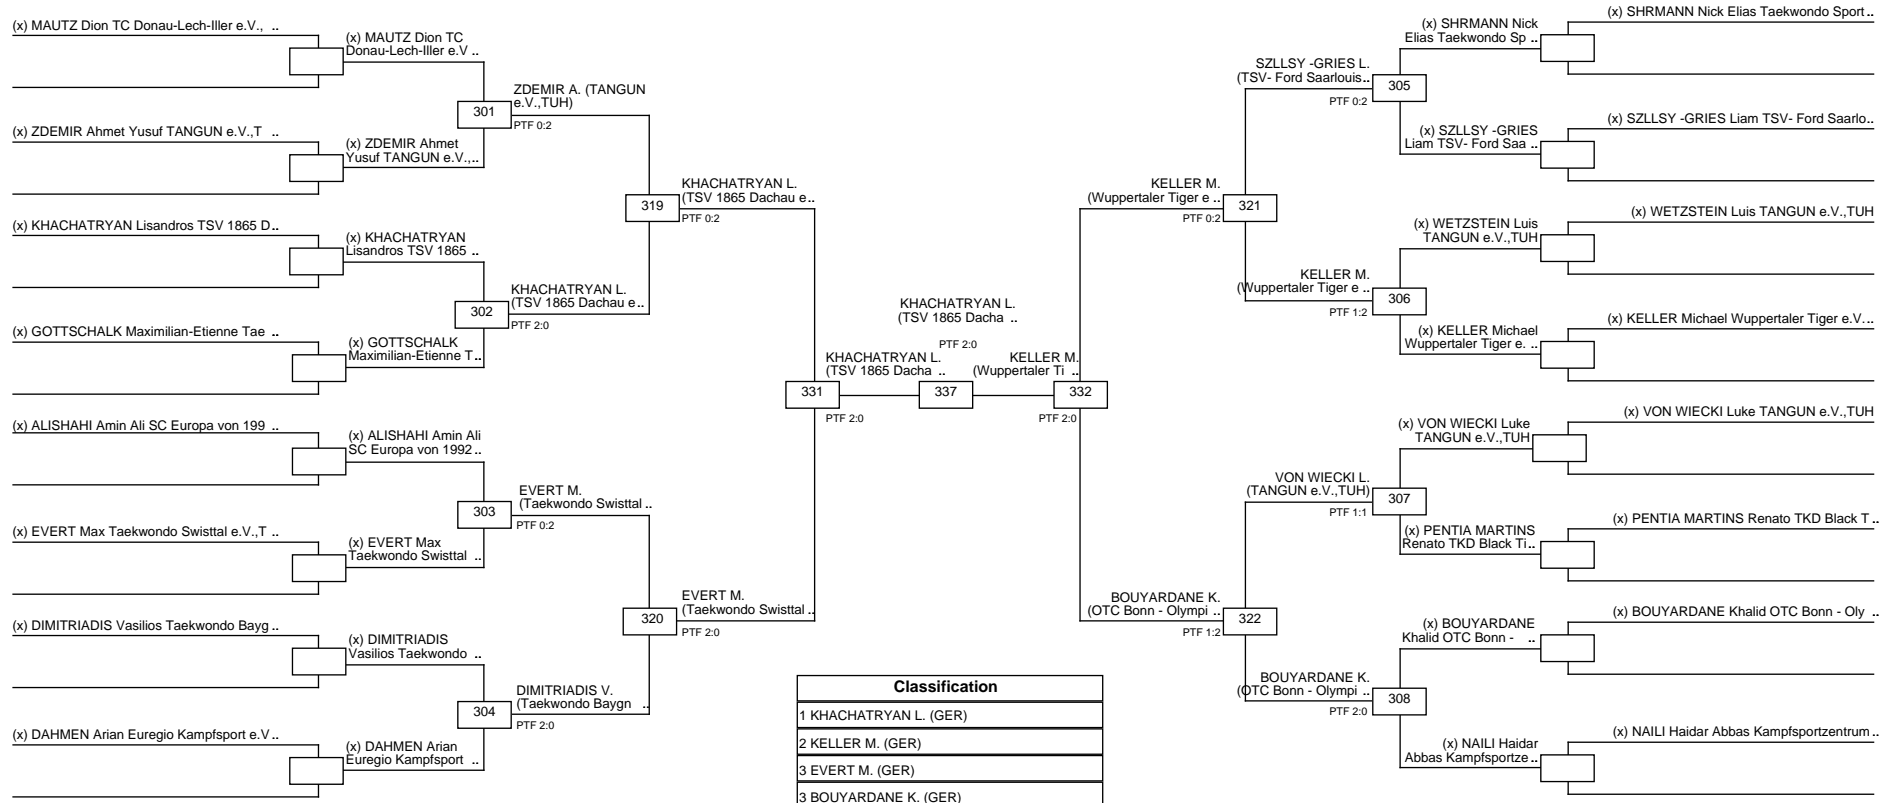 (x) MAUTZ Dion TC Donau-Lech-Iller e.V., ..
(x) MAUTZ Dion TC
Donau-Lech-Iller e.V ..
301
ZDEMIR A. (TANGUN
e.V.,TUH)
PTF 0:2
(x) ZDEMIR Ahmet Yusuf TANGUN e.V.,T ..
(x) ZDEMIR Ahmet
Yusuf TANGUN e.V.,..
319
KHACHATRYAN L.
(TSV 1865 Dachau e..
PTF 0:2
(x) KHACHATRYAN Lisandros TSV 1865 D..
(x) KHACHATRYAN
Lisandros TSV 1865 ..
302
KHACHATRYAN L.
(TSV 1865 Dachau e..
PTF 2:0
(x) GOTTSCHALK Maximilian-Etienne Tae ..
(x) GOTTSCHALK
Maximilian-Etienne T..
331
KHACHATRYAN L.
(TSV 1865 Dacha ..
PTF 2:0
(x) ALISHAHI Amin Ali SC Europa von 199 ..
(x) ALISHAHI Amin Ali
SC Europa von 1992..
303
EVERT M.
(Taekwondo Swisttal ..
PTF 0:2
(x) EVERT Max Taekwondo Swisttal e.V.,T ..
(x) EVERT Max
Taekwondo Swisttal ..
320
EVERT M.
(Taekwondo Swisttal ..
PTF 2:0
(x) DIMITRIADIS Vasilios Taekwondo Bayg ..
(x) DIMITRIADIS
Vasilios Taekwondo ..
304
DIMITRIADIS V.
(Taekwondo Baygn ..
PTF 2:0
(x) DAHMEN Arian Euregio Kampfsport e.V ..
(x) DAHMEN Arian
Euregio Kampfsport ..
KHACHATRYAN L.
(TSV 1865 Dacha ..
PTF 2:0
337
KELLER M.
(Wuppertaler Ti ..
332
PTF 2:0
(x) SHRMANN Nick Elias Taekwondo Sport ..
(x) SHRMANN Nick
Elias Taekwondo Sp ..
SZLLSY -GRIES L.
(TSV- Ford Saarlouis..
305
PTF 0:2
(x) SZLLSY -GRIES Liam TSV- Ford Saarlo..
(x) SZLLSY -GRIES
Liam TSV- Ford Saa ..
KELLER M.
(Wuppertaler Tiger e ..
321
PTF 0:2
(x) WETZSTEIN Luis TANGUN e.V.,TUH
(x) WETZSTEIN Luis
TANGUN e.V.,TUH
KELLER M.
(Wuppertaler Tiger e ..
306
PTF 1:2
(x) KELLER Michael Wuppertaler Tiger e.V...
(x) KELLER Michael
Wuppertaler Tiger e. ..
(x) VON WIECKI Luke TANGUN e.V.,TUH
(x) VON WIECKI Luke
TANGUN e.V.,TUH
VON WIECKI L.
(TANGUN e.V.,TUH)
307
PTF 1:1
(x) PENTIA MARTINS Renato TKD Black T ..
(x) PENTIA MARTINS
Renato TKD Black Ti..
BOUYARDANE K.
(OTC Bonn - Olympi ..
322
PTF 1:2
(x) BOUYARDANE Khalid OTC Bonn - Oly ..
(x) BOUYARDANE
Khalid OTC Bonn - ..
BOUYARDANE K.
(OTC Bonn - Olympi ..
308
PTF 2:0
(x) NAILI Haidar Abbas Kampfsportzentrum ..
(x) NAILI Haidar
Abbas Kampfsportze ..
Classification
1 KHACHATRYAN L. (GER)
2 KELLER M. (GER)
3 EVERT M. (GER)
3 BOUYARDANE K. (GER)